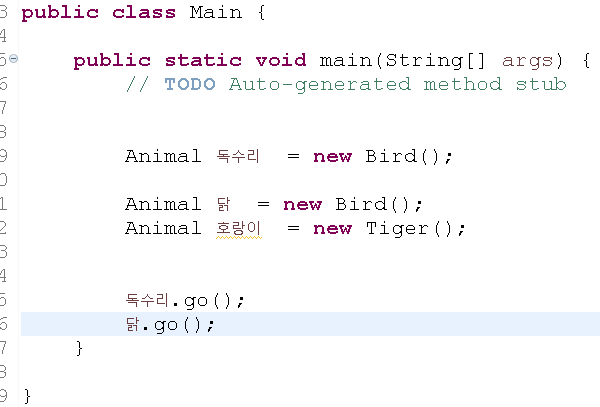 3 public class Main {
4
5 public static void main(String[] args) {
6 // TODO Auto-generated method stub
7
8
9 Animal 독수리 = new Bird();
0
1 Animal 닭 = new Bird();
2 Animal 호랑이 = new Tiger();
3
4
5 독수리.go();
6 닭.go();
7 }
8
9 }